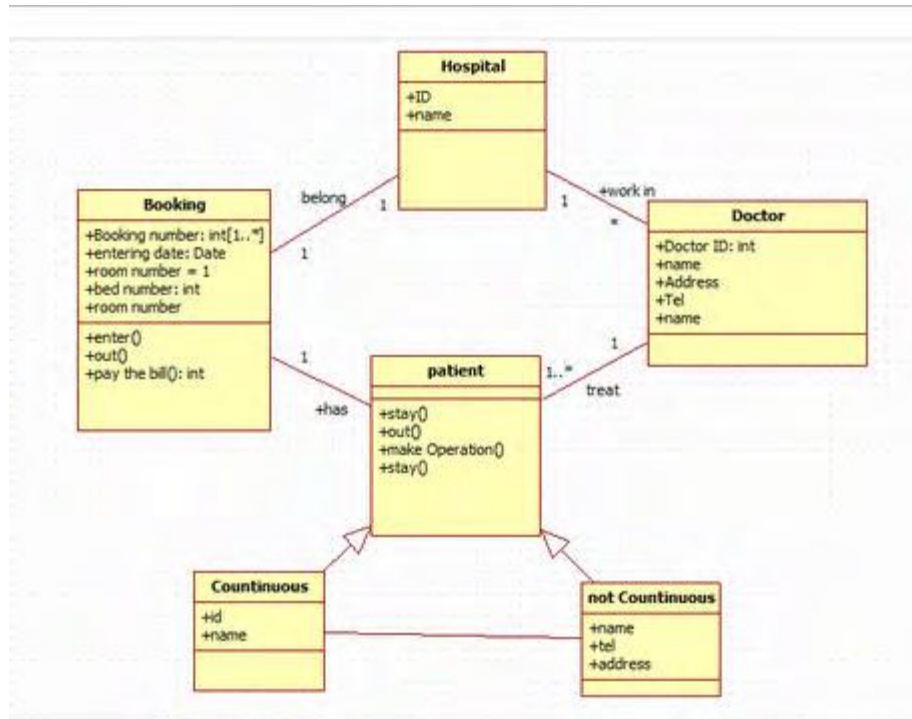 Hospital
+ID
+name
belong
1
1
+work in
1
*
Booking
+Booking number: int[1..*]
+entering date: Date
+room number = 1
+bed number: int
+room number
+enter()
+out()
+pay the bill(): int
Doctor
+Doctor ID: int
+name
+Address
+Tel
+name
1
+has
patient
+stay()
+out()
+make Operation()
+stay()
1..*
1
treat
Countinuous
+id
+name
not Countinuous
+name
+tel
+address